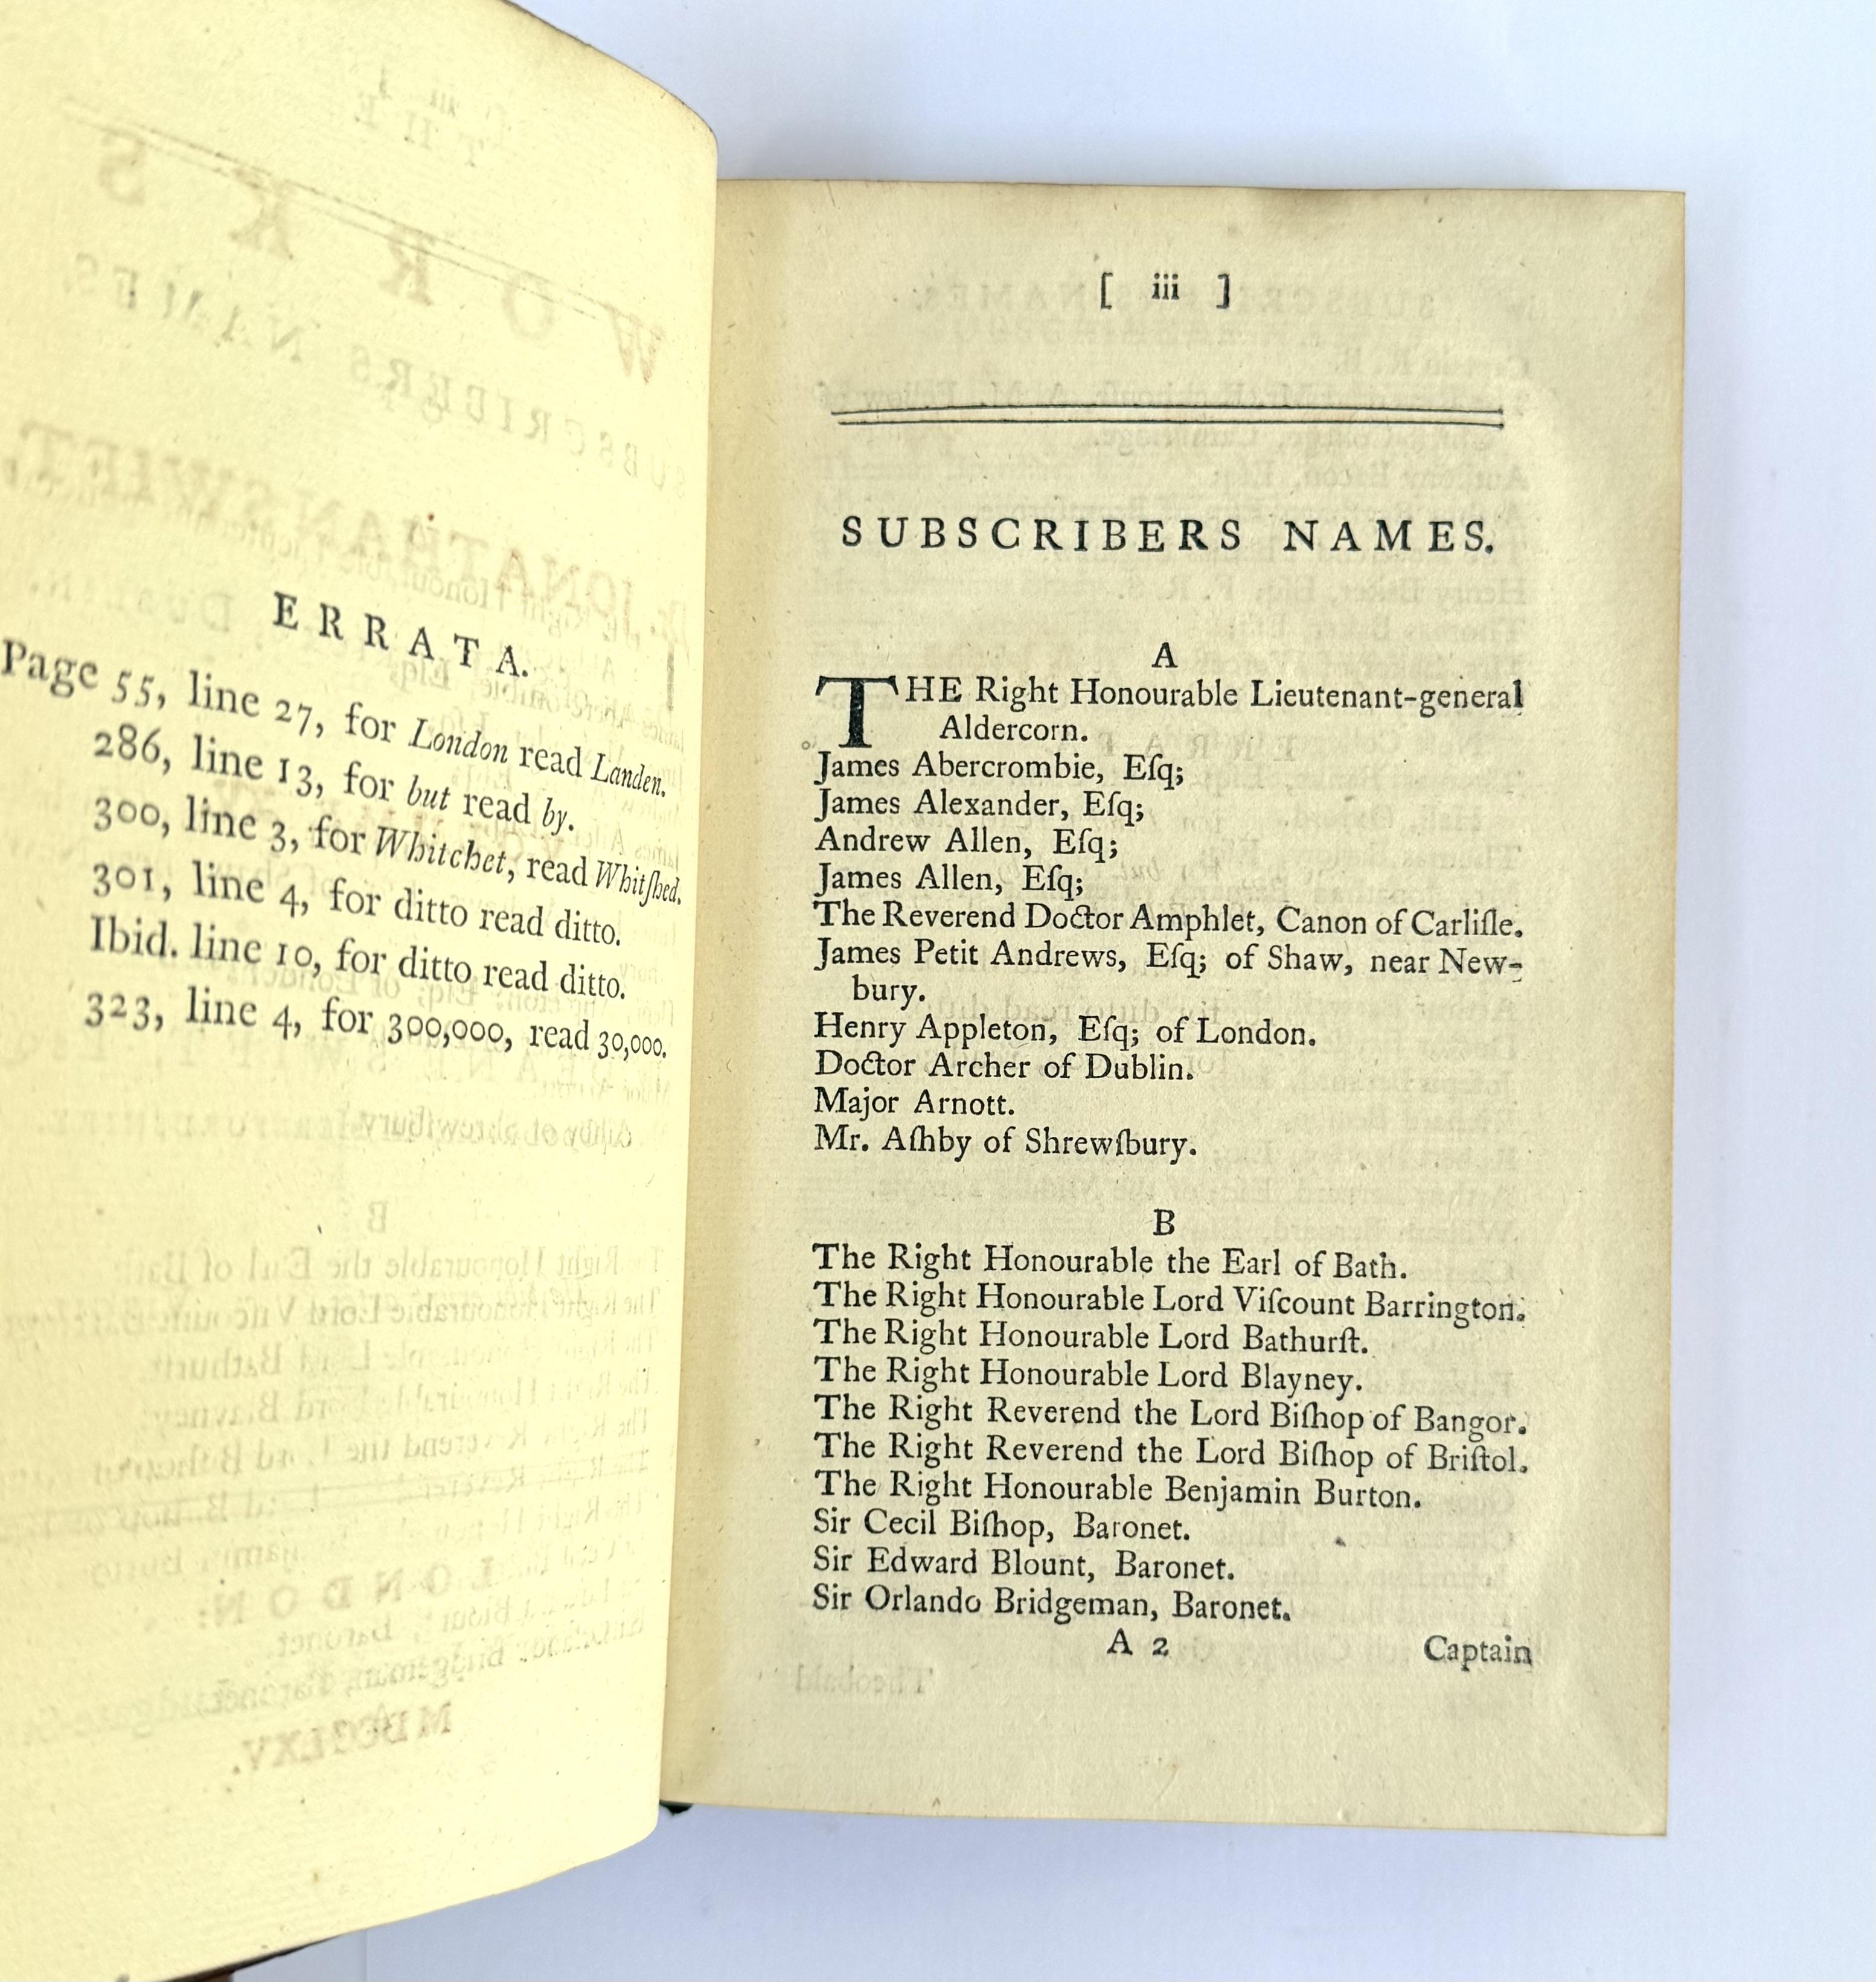 ERRATA.
Page 55, line 27, for London read Landen.
286, line 13, for but read by.
300, line 3, for Whitchet, read Whitſhed.
301, line 4, for ditto read ditto.
Ibid. line 10, for ditto read ditto.
323, line 4, for 300,000, read 30,000.
[ iii ]
SUBSCRIBERS NAMES.
A
THE Right Honourable Lieutenant-general
Aldercorn.
James Abercrombie, Eſq;
James Alexander, Eſq;
Andrew Allen, Eſq;
James Allen, Eſq;
The Reverend Doctor Amphlet, Canon of Carliſle.
James Petit Andrews, Eſq; of Shaw, near New-
bury.
Henry Appleton, Eſq; of London.
Doctor Archer of Dublin.
Major Arnott.
Mr. Aſhby of Shrewſbury.
B
The Right Honourable the Earl of Bath.
The Right Honourable Lord Viſcount Barrington.
The Right Honourable Lord Bathurſt.
The Right Honourable Lord Blayney.
The Right Reverend the Lord Biſhop of Bangor.
The Right Reverend the Lord Biſhop of Briſtol.
The Right Honourable Benjamin Burton.
Sir Cecil Biſhop, Baronet.
Sir Edward Blount, Baronet.
Sir Orlando Bridgeman, Baronet.
A 2 Captain